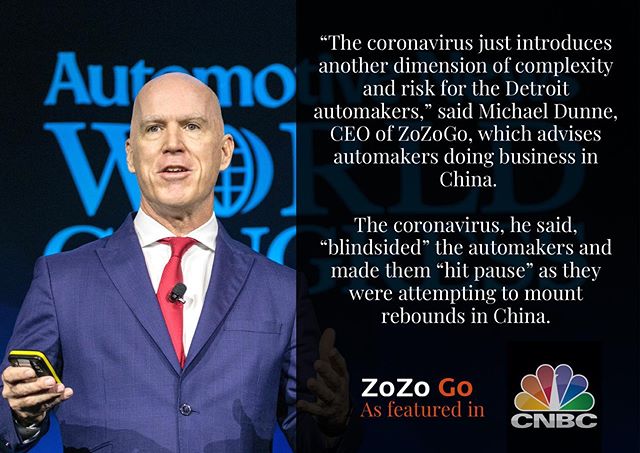 Automoti
WORLD
CONGRESS
“The coronavirus just introduces
another dimension of complexity
and risk for the Detroit
automakers,” said Michael Dunne,
CEO of ZoZoGo, which advises
automakers doing business in
China.
The coronavirus, he said,
“blindsided” the automakers and
made them “hit pause” as they
were attempting to mount
rebounds in China.
ZoZo Go
As featured in
CNBC